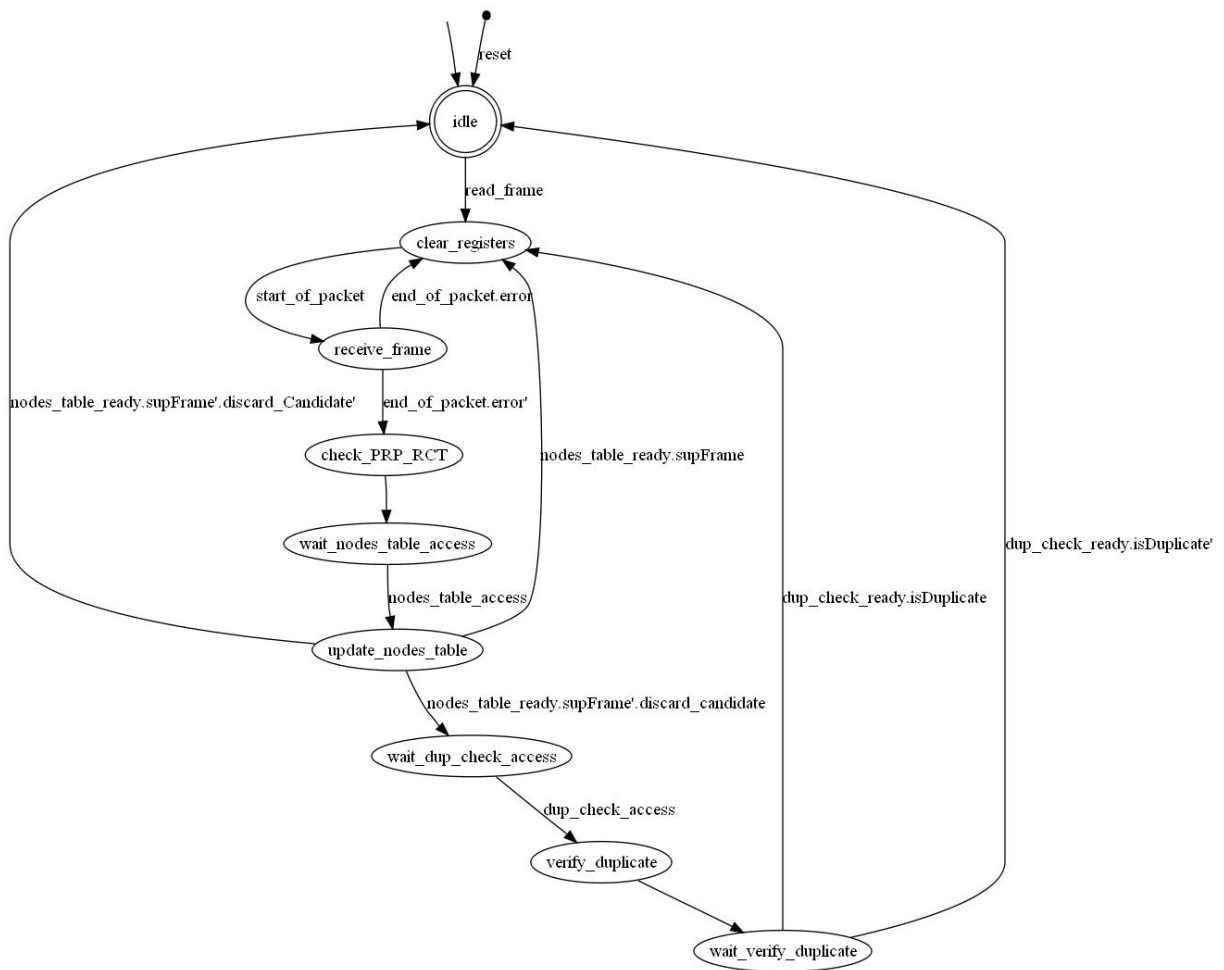 reset
idle
read_frame
clear_registers
start_of_packet
end_of_packet.error
receive_frame
nodes_table_ready.supFrame'.discard_Candidate'
end_of_packet.error'
check_PRP_RCT
nodes_table_ready.supFrame
wait_nodes_table_access
dup_check_ready.isDuplicate'
nodes_table_access
dup_check_ready.isDuplicate
update_nodes_table
nodes_table_ready.supFrame'.discard_candidate
wait_dup_check_access
dup_check_access
verify_duplicate
wait_verify_duplicate